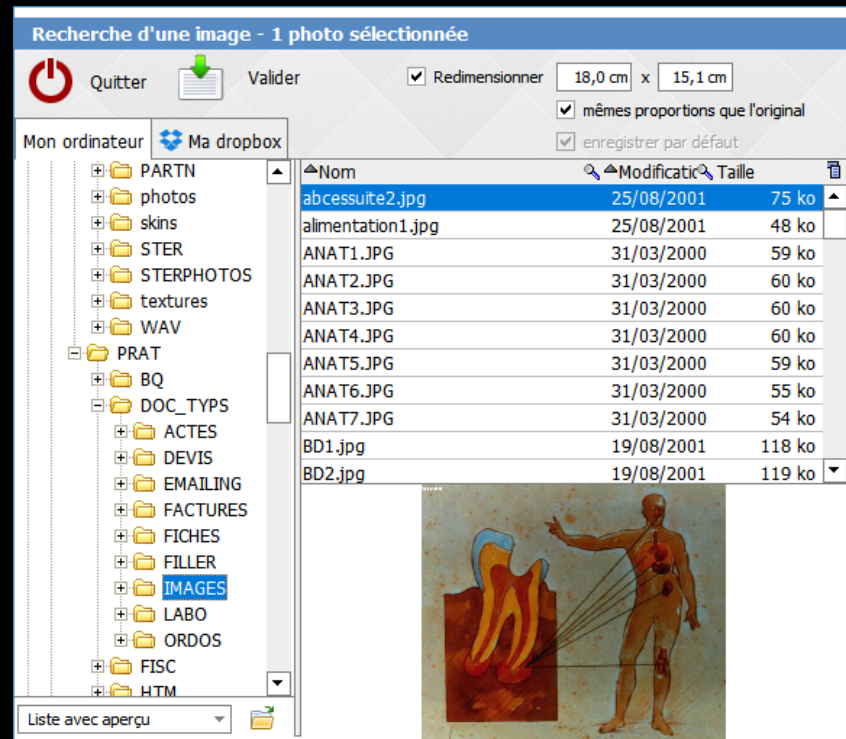 Recherche d'une image - 1 photo sélectionnée
Quitter Valider Redimensionner 18,0 cm x 15,1 cm
mêmes proportions que l'original
enregistrer par défaut
Mon ordinateur Ma dropbox
PARTN
photos
skins
STER
STERPHOTOS
textures
WAV
PRAT
BQ
DOC_TYPS
ACTES
DEVIS
EMAILING
FACTURES
FICHES
FILLER
IMAGES
LABO
ORDOS
FISC
HTM
Liste avec aperçu
Nom Modificatic Taille
abcessuite2.jpg 25/08/2001 75 ko
alimentation1.jpg 25/08/2001 48 ko
ANAT1.JPG 31/03/2000 59 ko
ANAT2.JPG 31/03/2000 60 ko
ANAT3.JPG 31/03/2000 60 ko
ANAT4.JPG 31/03/2000 60 ko
ANAT5.JPG 31/03/2000 59 ko
ANAT6.JPG 31/03/2000 55 ko
ANAT7.JPG 31/03/2000 54 ko
BD1.jpg 19/08/2001 118 ko
BD2.jpg 19/08/2001 119 ko